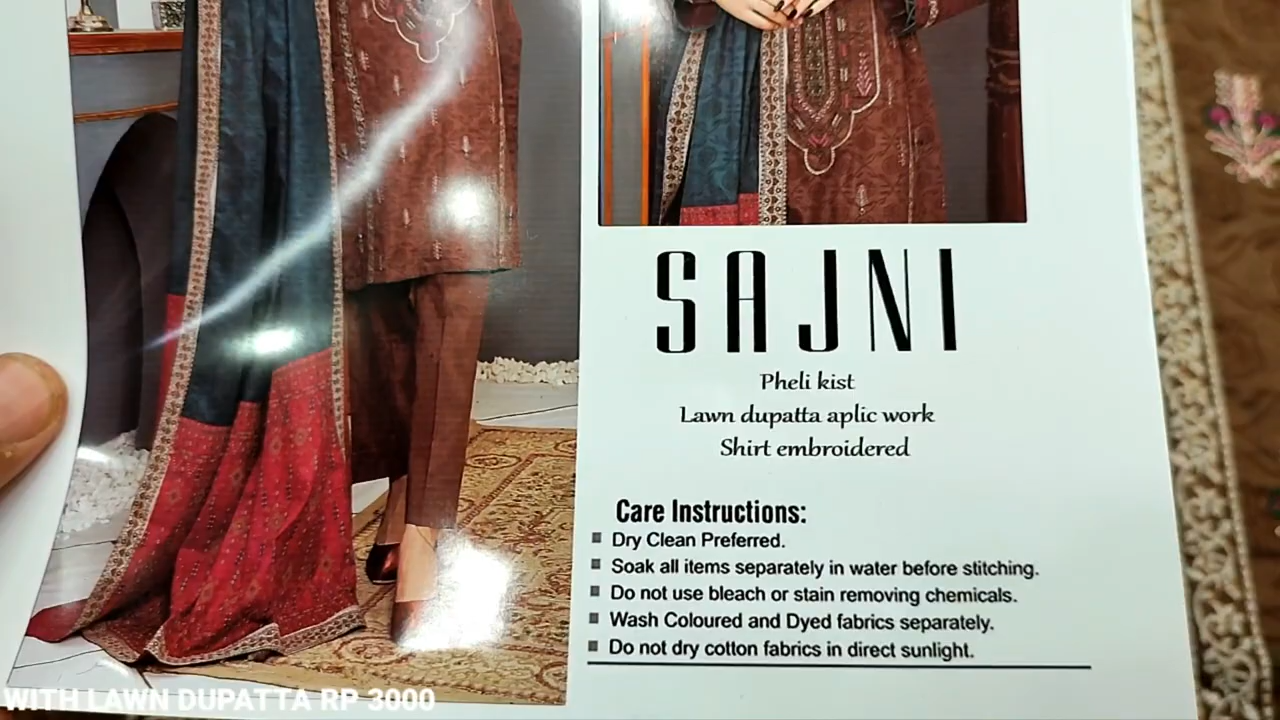 SAJNI
Pheli kist
Lawn dupatta aplic work
Shirt embroidered
Care Instructions:
Dry Clean Preferred.
Soak all items separately in water before stitching.
Do not use bleach or stain removing chemicals.
Wash Coloured and Dyed fabrics separately.
Do not dry cotton fabrics in direct sunlight.
WITH LAWN DUPATTA RP 3000